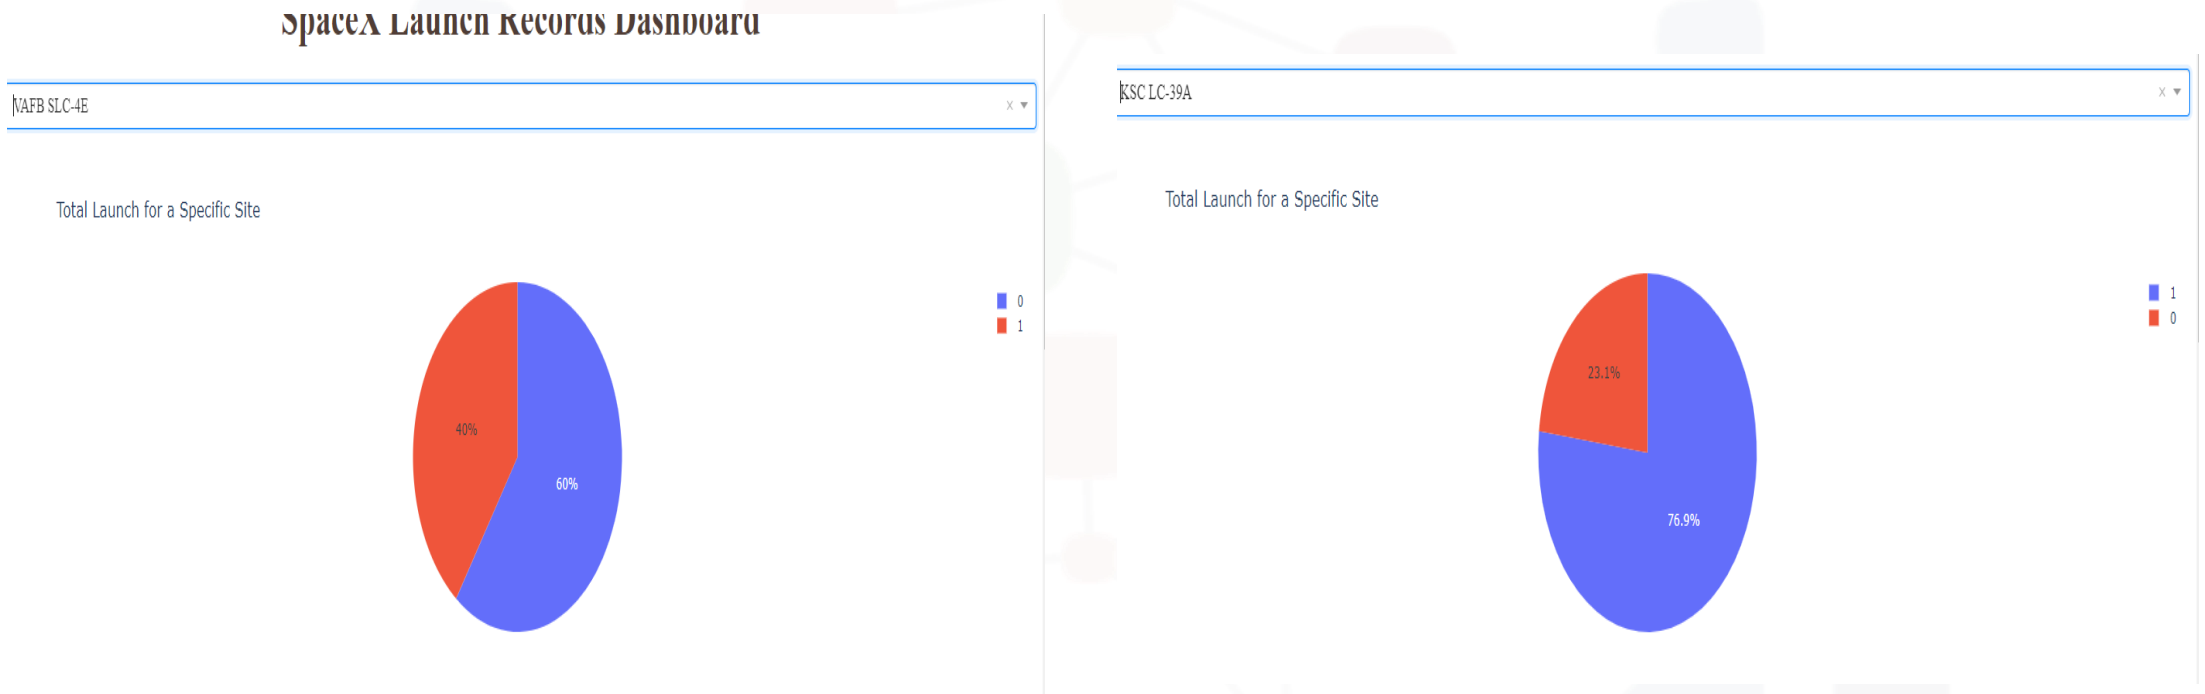 SpaceX Launch Records Dashboard
VAFB SLC-4E
x
Total Launch for a Specific Site
0
1
40%
60%
KSC LC-39A
x
Total Launch for a Specific Site
1
0
23.1%
76.9%